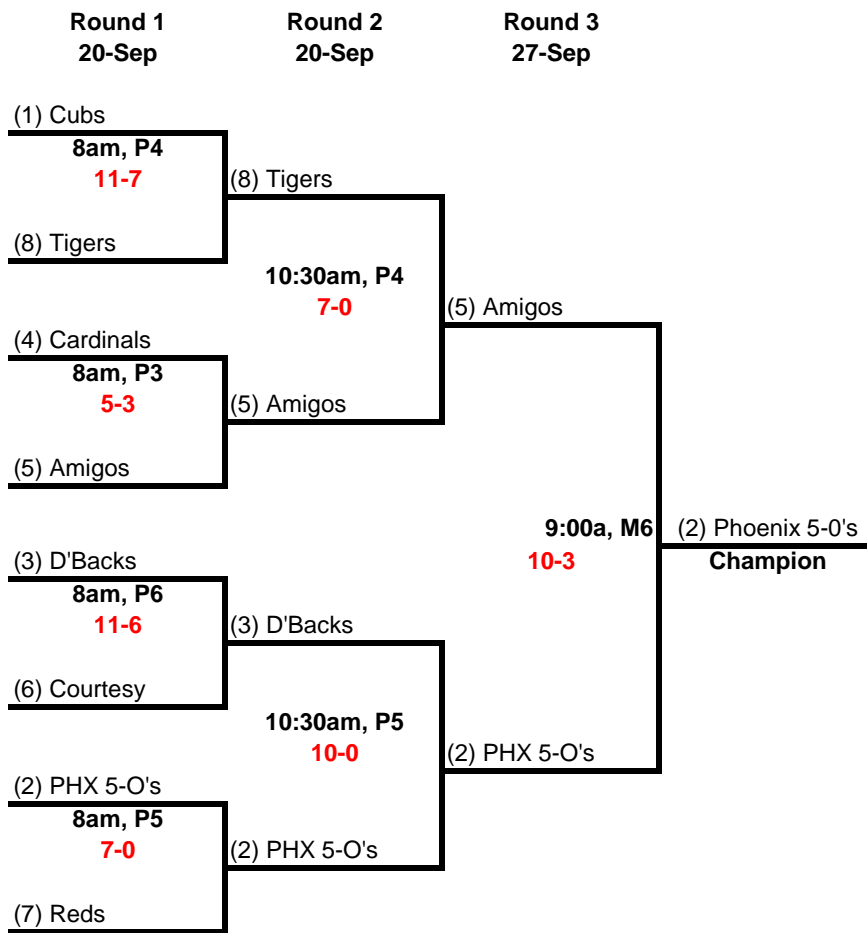 Round 1 Round 2 Round 3
20-Sep 20-Sep 27-Sep
(1) Cubs
8am, P4
11-7
(8) Tigers
(8) Tigers
10:30am, P4
7-0
(5) Amigos
(4) Cardinals
8am, P3
5-3
(5) Amigos
(5) Amigos
9:00a, M6
(2) Phoenix 5-0's
10-3
Champion
(3) D'Backs
8am, P6
11-6
(3) D'Backs
(6) Courtesy
10:30am, P5
10-0
(2) PHX 5-O's
(2) PHX 5-O's
8am, P5
7-0
(2) PHX 5-O's
(7) Reds